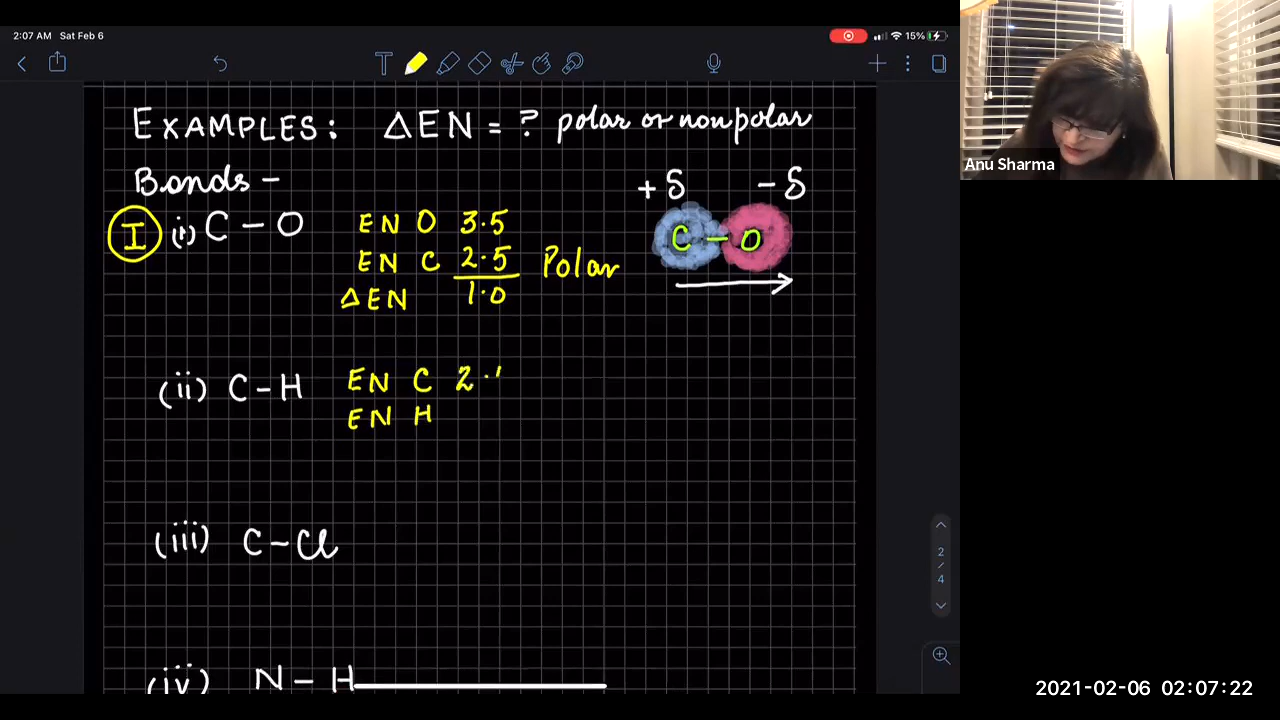 2:07 AM Sat Feb 6
15%
EXAMPLES: ΔEN = ? polar or nonpolar
Bonds -
+δ -δ
I (i) C - O EN O 3.5
C - O
EN C 2.5 Polar
ΔEN 1.0
(ii) C - H EN C 2.
EN H
(iii) C - Cl
(iv) N - H
2
/
4
Anu Sharma
2021-02-06 02:07:22